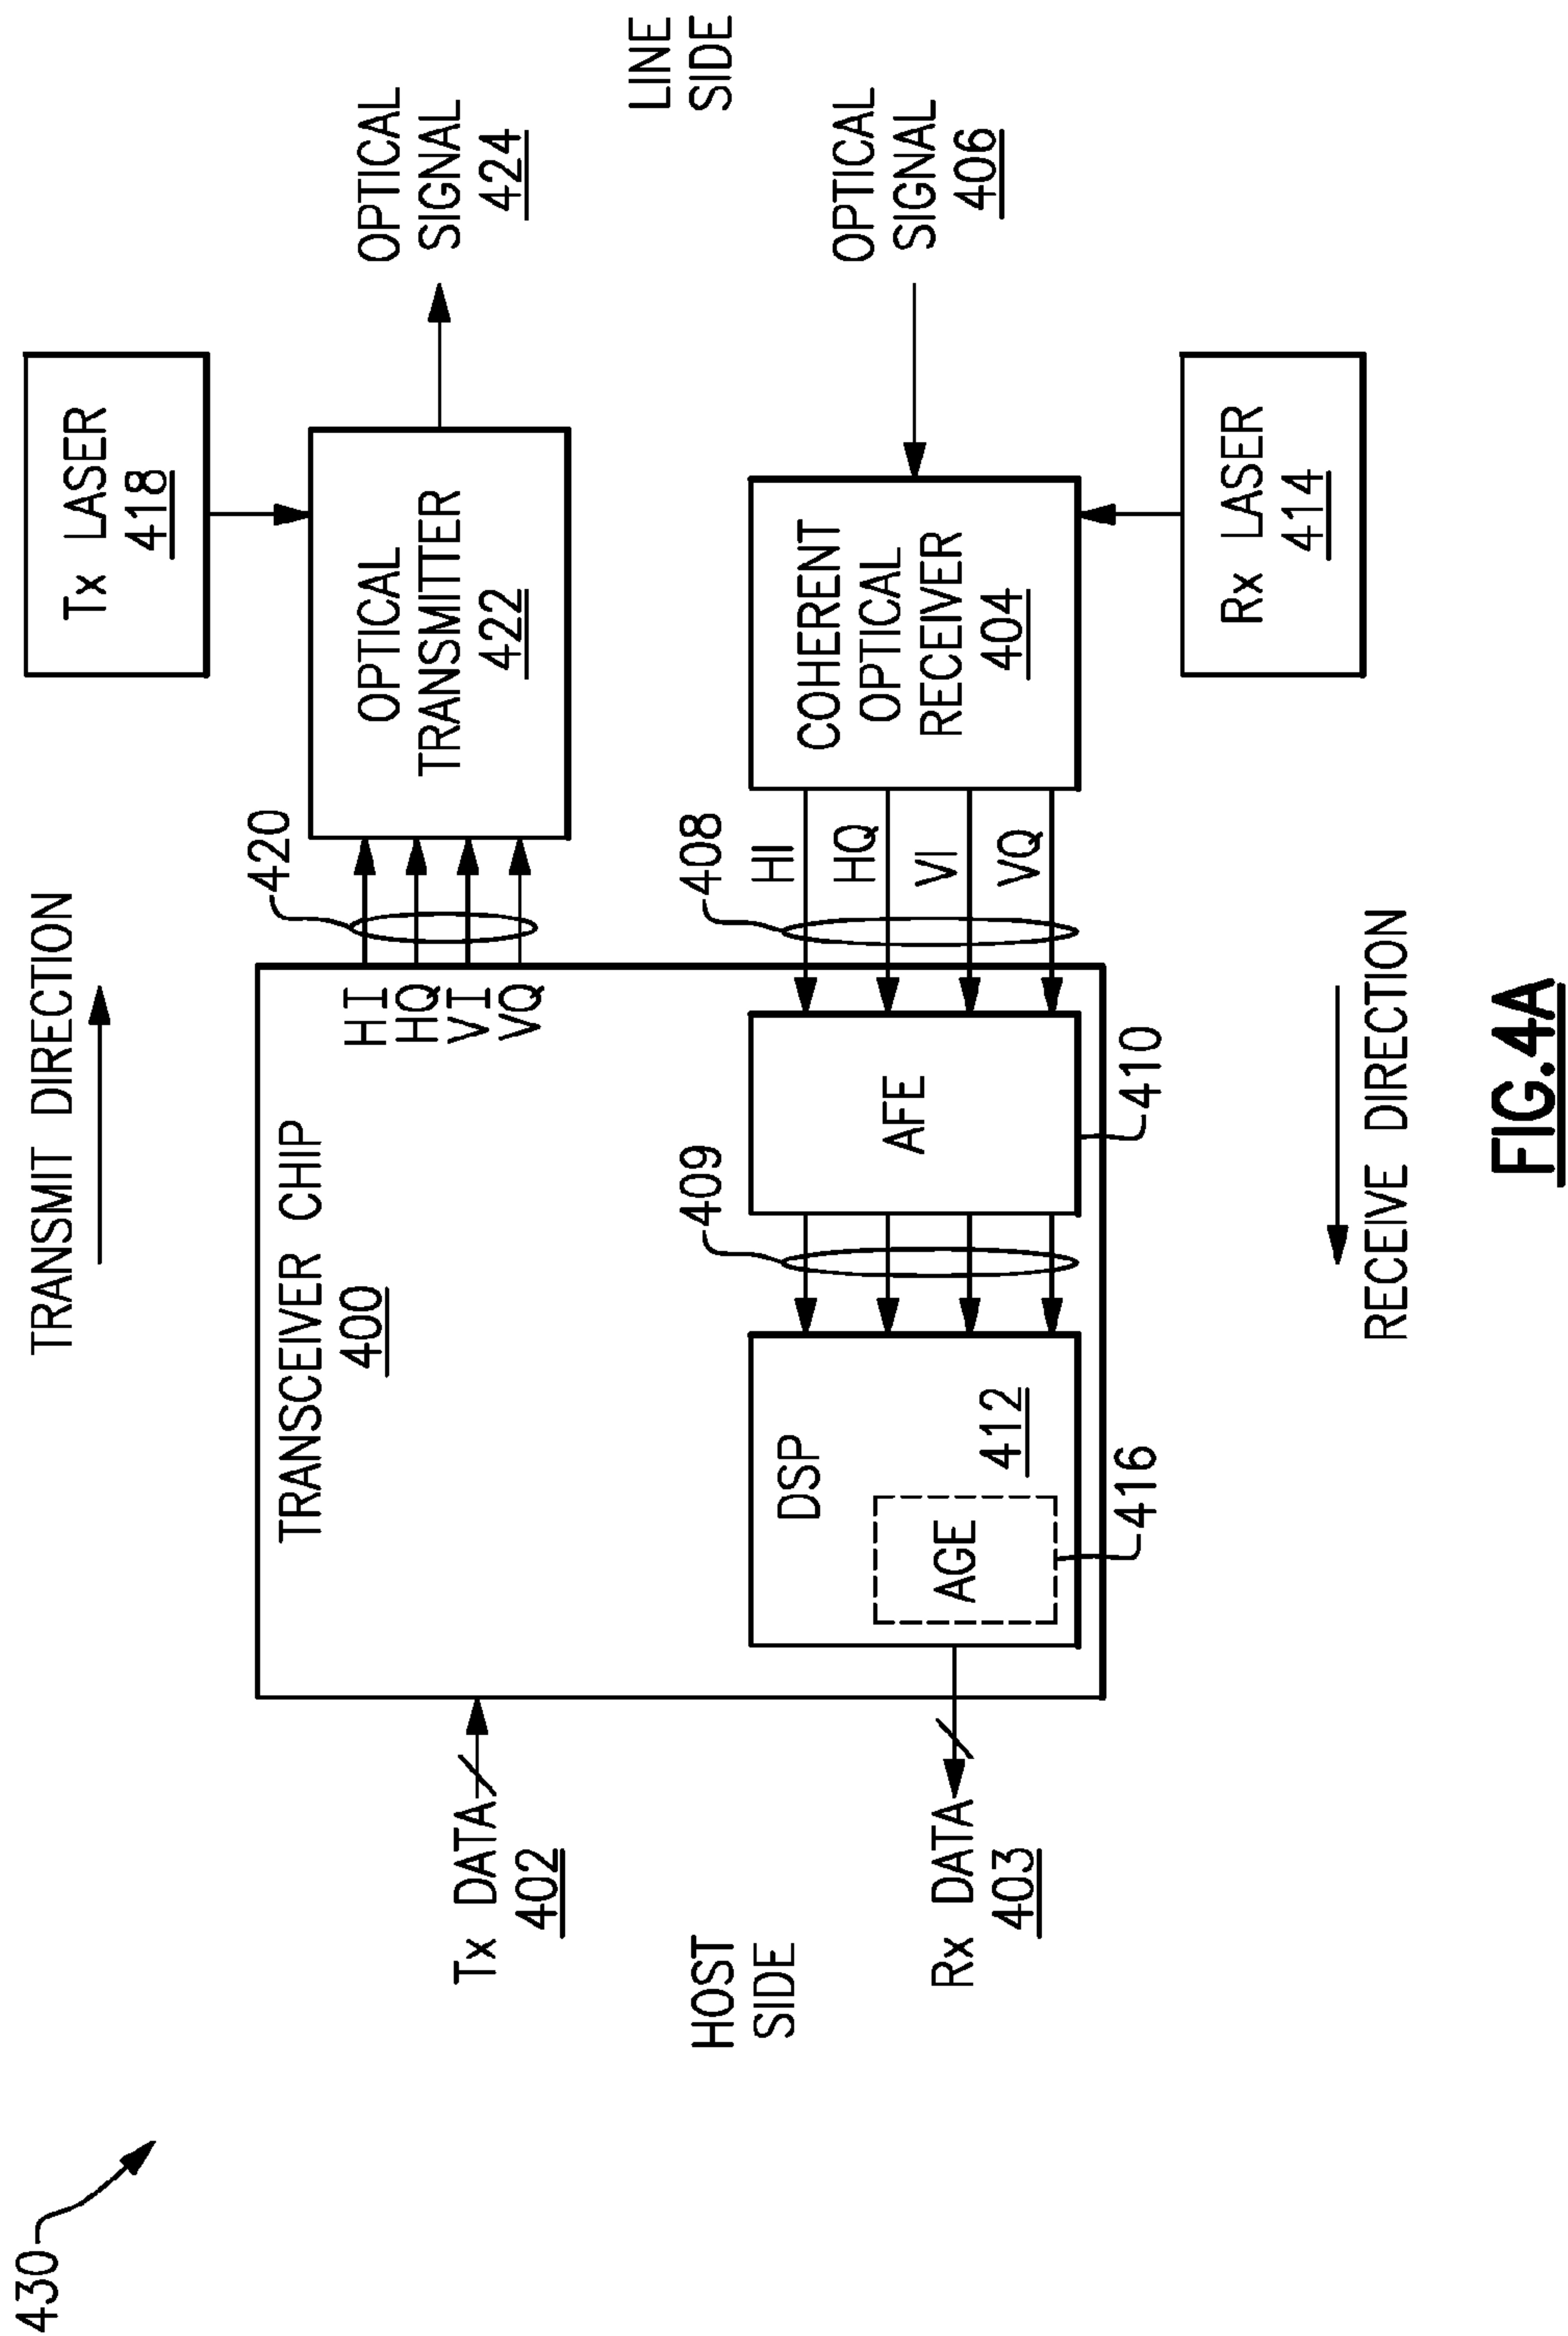 430
TRANSMIT DIRECTION
Tx LASER
418
TRANSCEIVER CHIP
400
HI
HQ
VI
VQ
420
OPTICAL
TRANSMITTER
422
OPTICAL
SIGNAL
424
Tx DATA
402
HOST
SIDE
LINE
SIDE
Rx DATA
403
DSP
412
AGE
416
409
AFE
410
408
HI
HQ
VI
VQ
COHERENT
OPTICAL
RECEIVER
404
OPTICAL
SIGNAL
406
Rx LASER
414
RECEIVE DIRECTION
FIG.4A